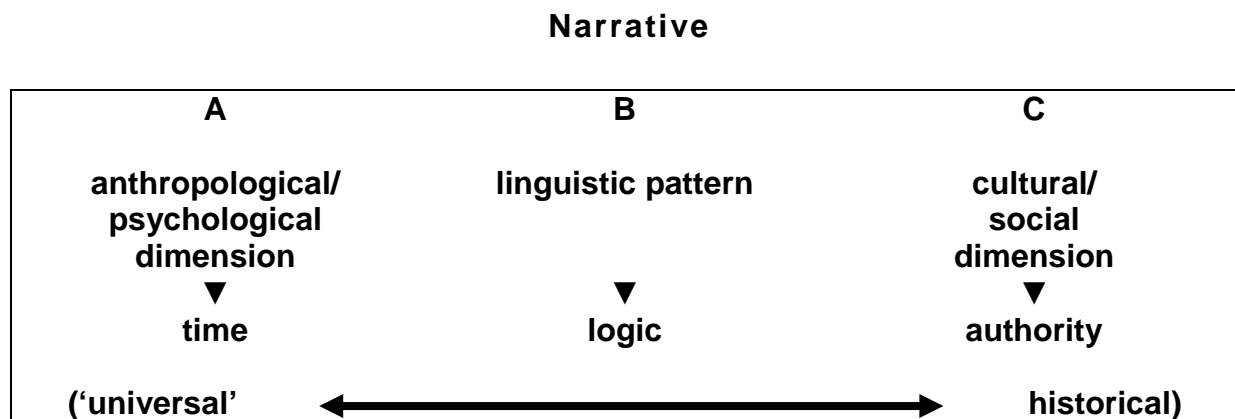 Narrative
A B C
anthropological/ linguistic pattern cultural/
psychological social
dimension dimension
▼ ▼ ▼
time logic authority
(‘universal’ historical)